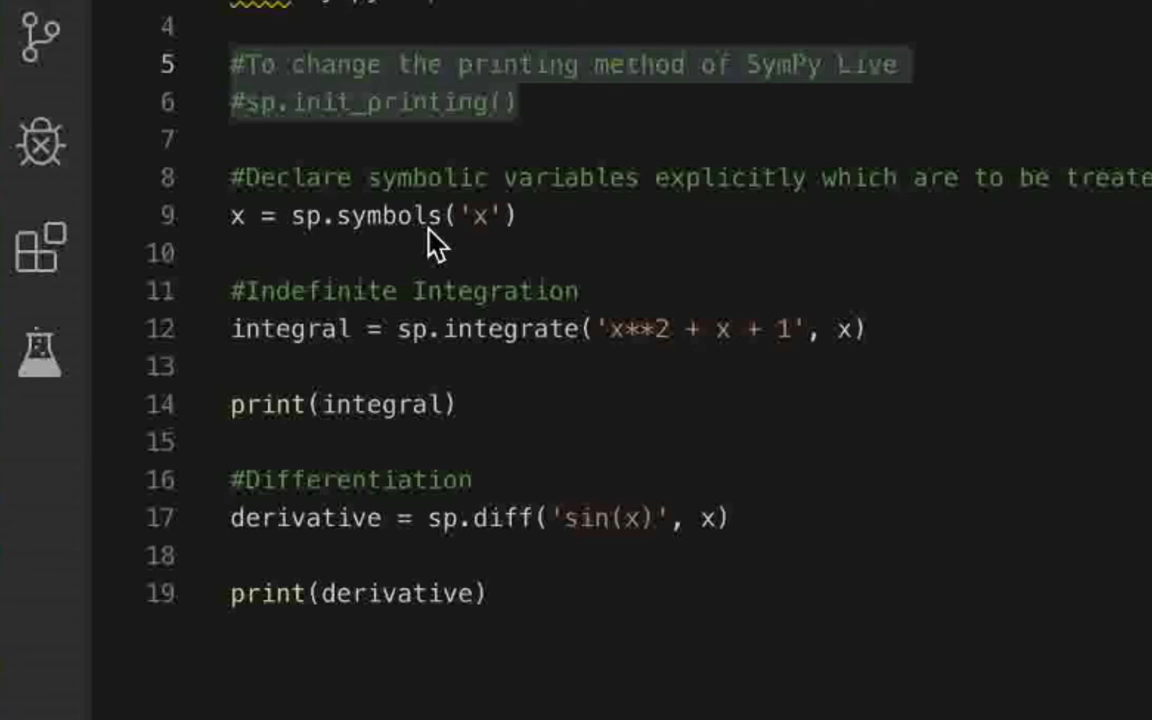 4
5 #To change the printing method of SymPy Live
6 #sp.init_printing()
7
8 #Declare symbolic variables explicitly which are to be treate
9 x = sp.symbols('x')
10
11 #Indefinite Integration
12 integral = sp.integrate('x**2 + x + 1', x)
13
14 print(integral)
15
16 #Differentiation
17 derivative = sp.diff('sin(x)', x)
18
19 print(derivative)